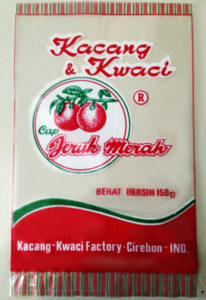 Kacang
& Kwaci
®
Cap
Jeruk Merah
BERAT BERSIH 150g
Kacang-Kwaci Factory-Cirebon-IND.